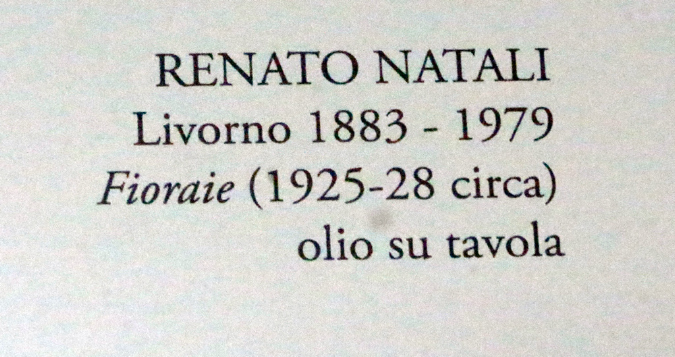 RENATO NATALI
Livorno 1883 - 1979
Fioraie (1925-28 circa)
olio su tavola